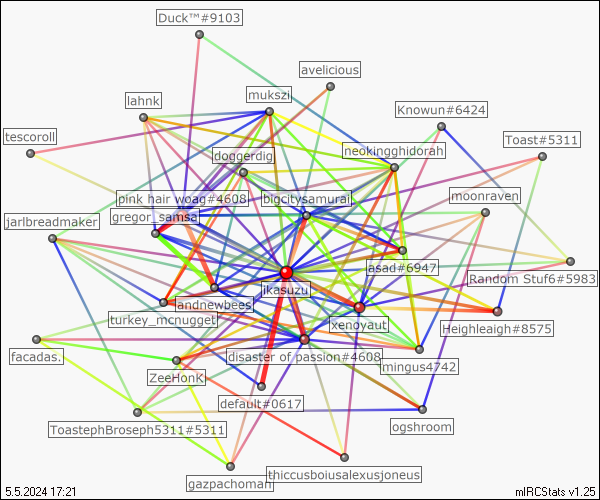 Duck™#9103
avelicious
lahnk
mukszi
Knowun#6424
tescoroll
Toast#5311
neokingghidorah
doggerdig
pink hair woag#4608
bigcitysamurai
moonraven
jarlbreadmaker
gregor_samsa
asad#6947
Random Stuf6#5983
ikasuzu
andnewbees
turkey_mcnugget
xenovaut
Heighleaigh#8575
facadas.
disaster of passion#4608
mingus4742
ZeeHonK
default#0617
ToastephBroseph5311#5311
ogshroom
thiccusboiusalexusjoneus
gazpachoman
5.5.2024 17:21
mIRCStats v1.25